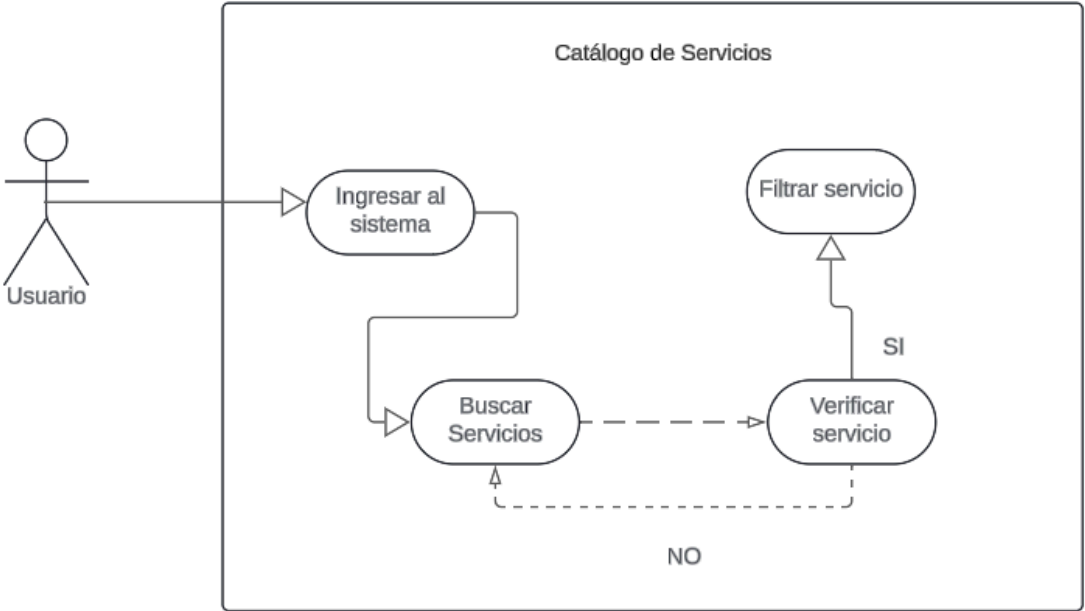 Catálogo de Servicios
Usuario
Ingresar al
sistema
Filtrar servicio
SI
Buscar
Servicios
Verificar
servicio
NO